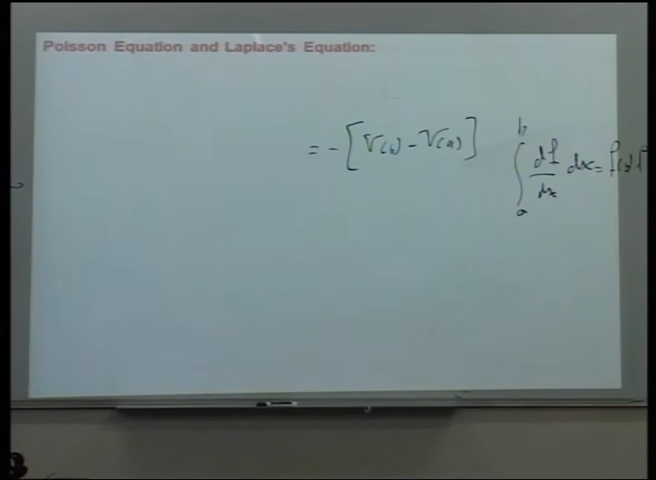 Poisson Equation and Laplace's Equation:
= - [V(b) - V(a)]
∫ₐᵇ df/dx dx = f(b) f